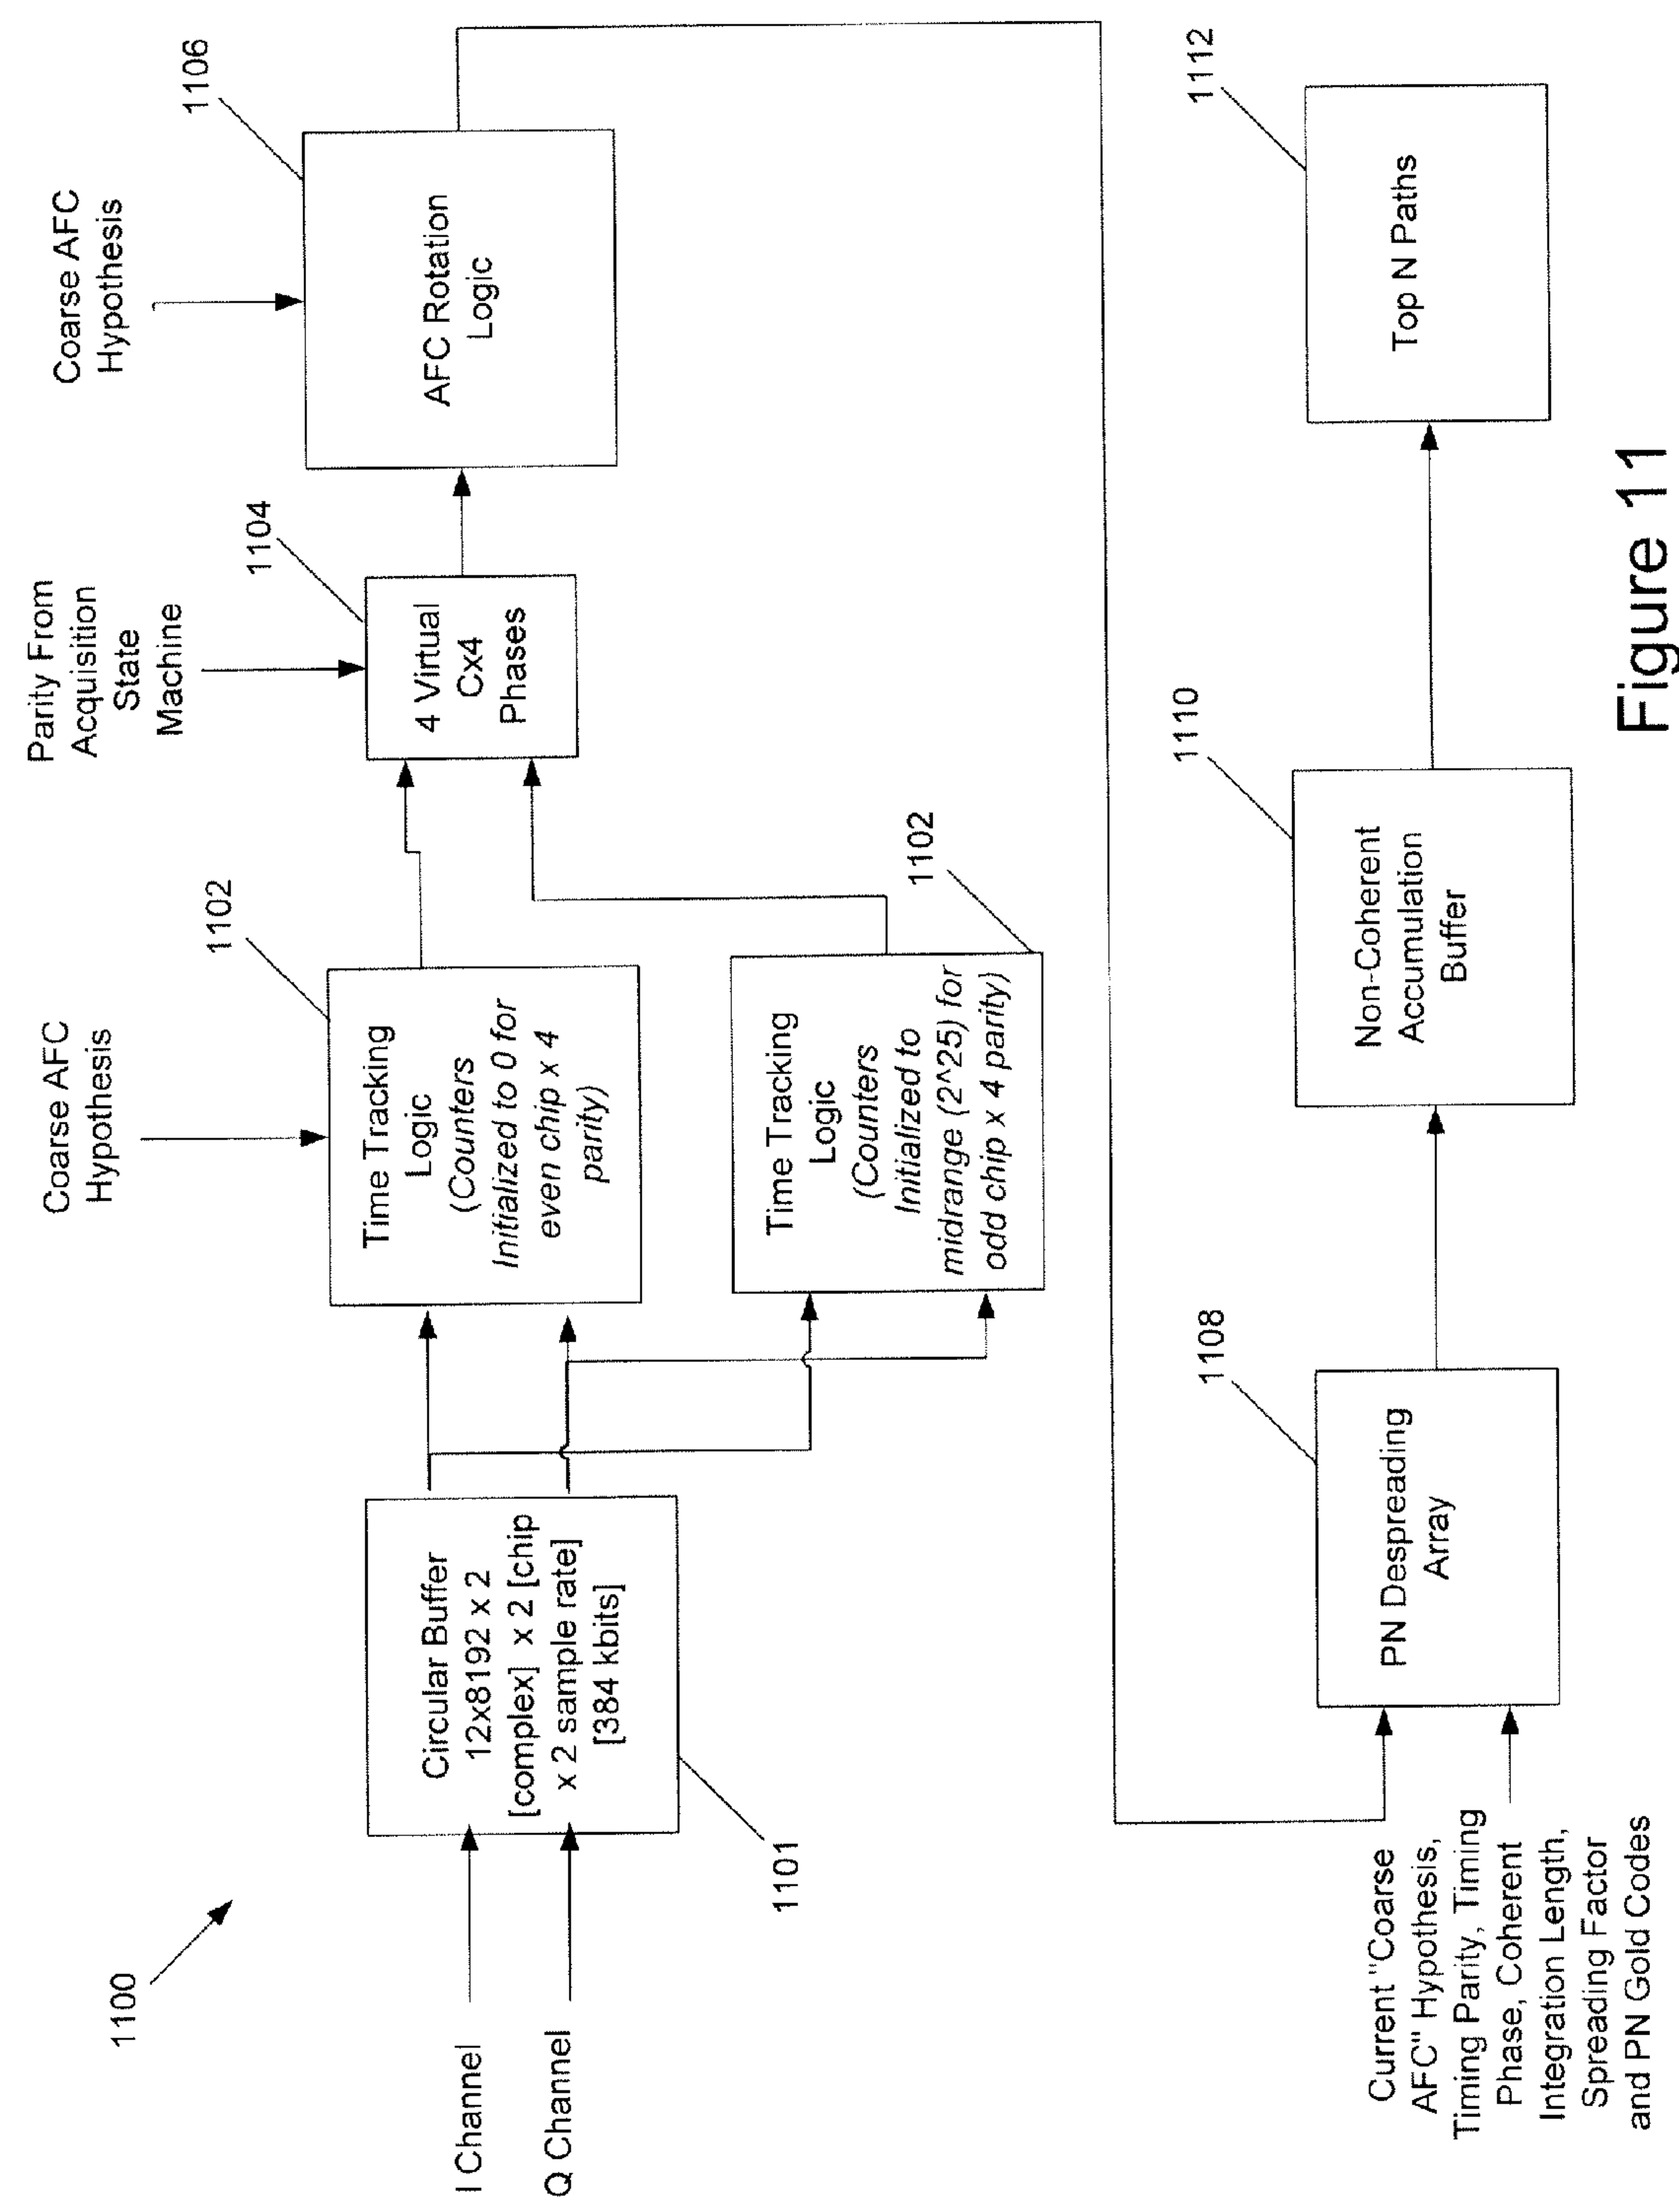 1100
I Channel
Q Channel
Circular Buffer
12x8192 x 2
[complex] x 2 [chip
x 2 sample rate]
[384 kbits]
1101
Coarse AFC
Hypothesis
1102
Time Tracking
Logic
(Counters
Initialized to 0 for
even chip x 4
parity)
Time Tracking
Logic
(Counters
Initialized to
midrange (2^25) for
odd chip x 4 parity)
1102
Parity From
Acquisition
State
Machine
1104
4 Virtual
Cx4
Phases
Coarse AFC
Hypothesis
1106
AFC Rotation
Logic
Current "Coarse
AFC" Hypothesis,
Timing Parity, Timing
Phase, Coherent
Integration Length,
Spreading Factor
and PN Gold Codes
1108
PN Despreading
Array
1110
Non-Coherent
Accumulation
Buffer
1112
Top N Paths
Figure 11